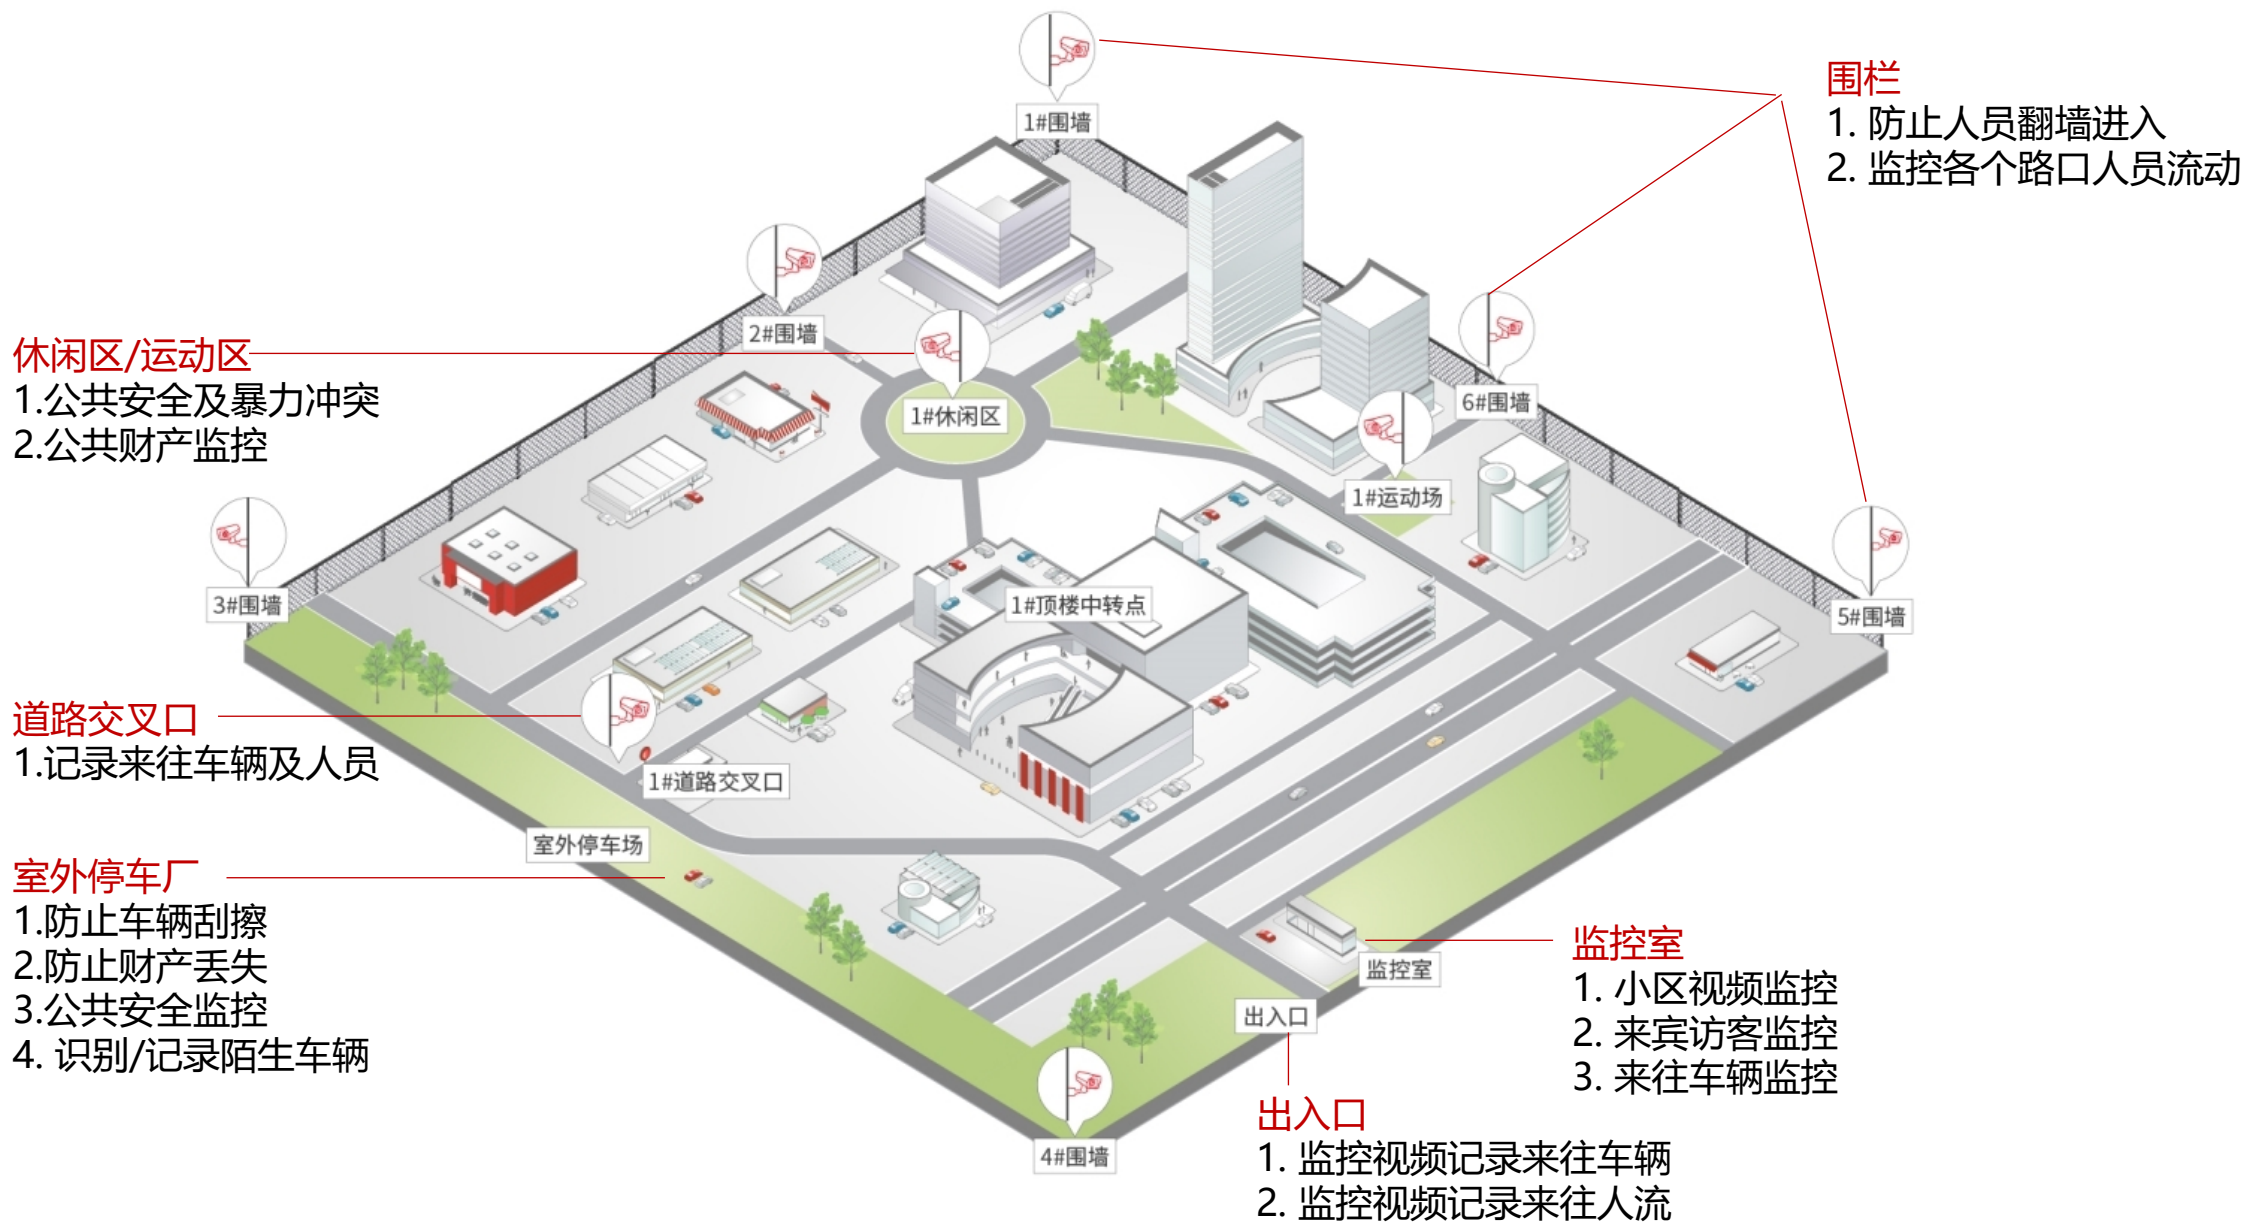 1#围墙
围栏
1. 防止人员翻墙进入
2. 监控各个路口人员流动
2#围墙
休闲区/运动区
1.公共安全及暴力冲突
2.公共财产监控
1#休闲区
6#围墙
1#运动场
3#围墙
1#顶楼中转点
5#围墙
道路交叉口
1.记录来往车辆及人员
1#道路交叉口
室外停车场
室外停车厂
1.防止车辆刮擦
2.防止财产丢失
3.公共安全监控
4. 识别/记录陌生车辆
监控室
监控室
1. 小区视频监控
2. 来宾访客监控
3. 来往车辆监控
出入口
出入口
1. 监控视频记录来往车辆
2. 监控视频记录来往人流
4#围墙